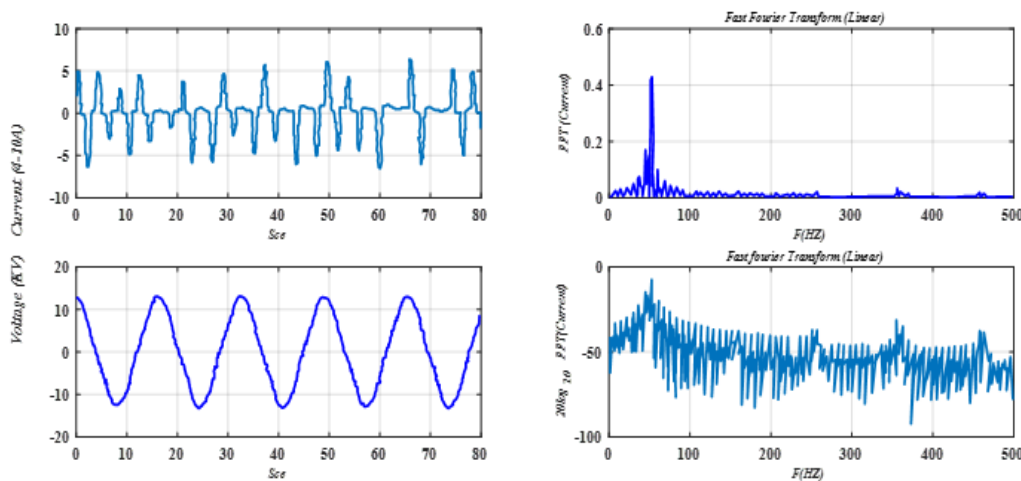 10
5
0
-5
-10
0 10 20 30 40 50 60 70 80
Sce
Current (4-10A)
Fast Fourier Transform (Linear)
0.6
0.4
0.2
0
0 100 200 300 400 500
F(HZ)
FFT (Current)
20
10
0
-10
-20
0 10 20 30 40 50 60 70 80
Sce
Voltage (KV)
Fast fourier Transform (Linear)
0
-50
-100
0 100 200 300 400 500
F(HZ)
20log 10 FFT(Current)